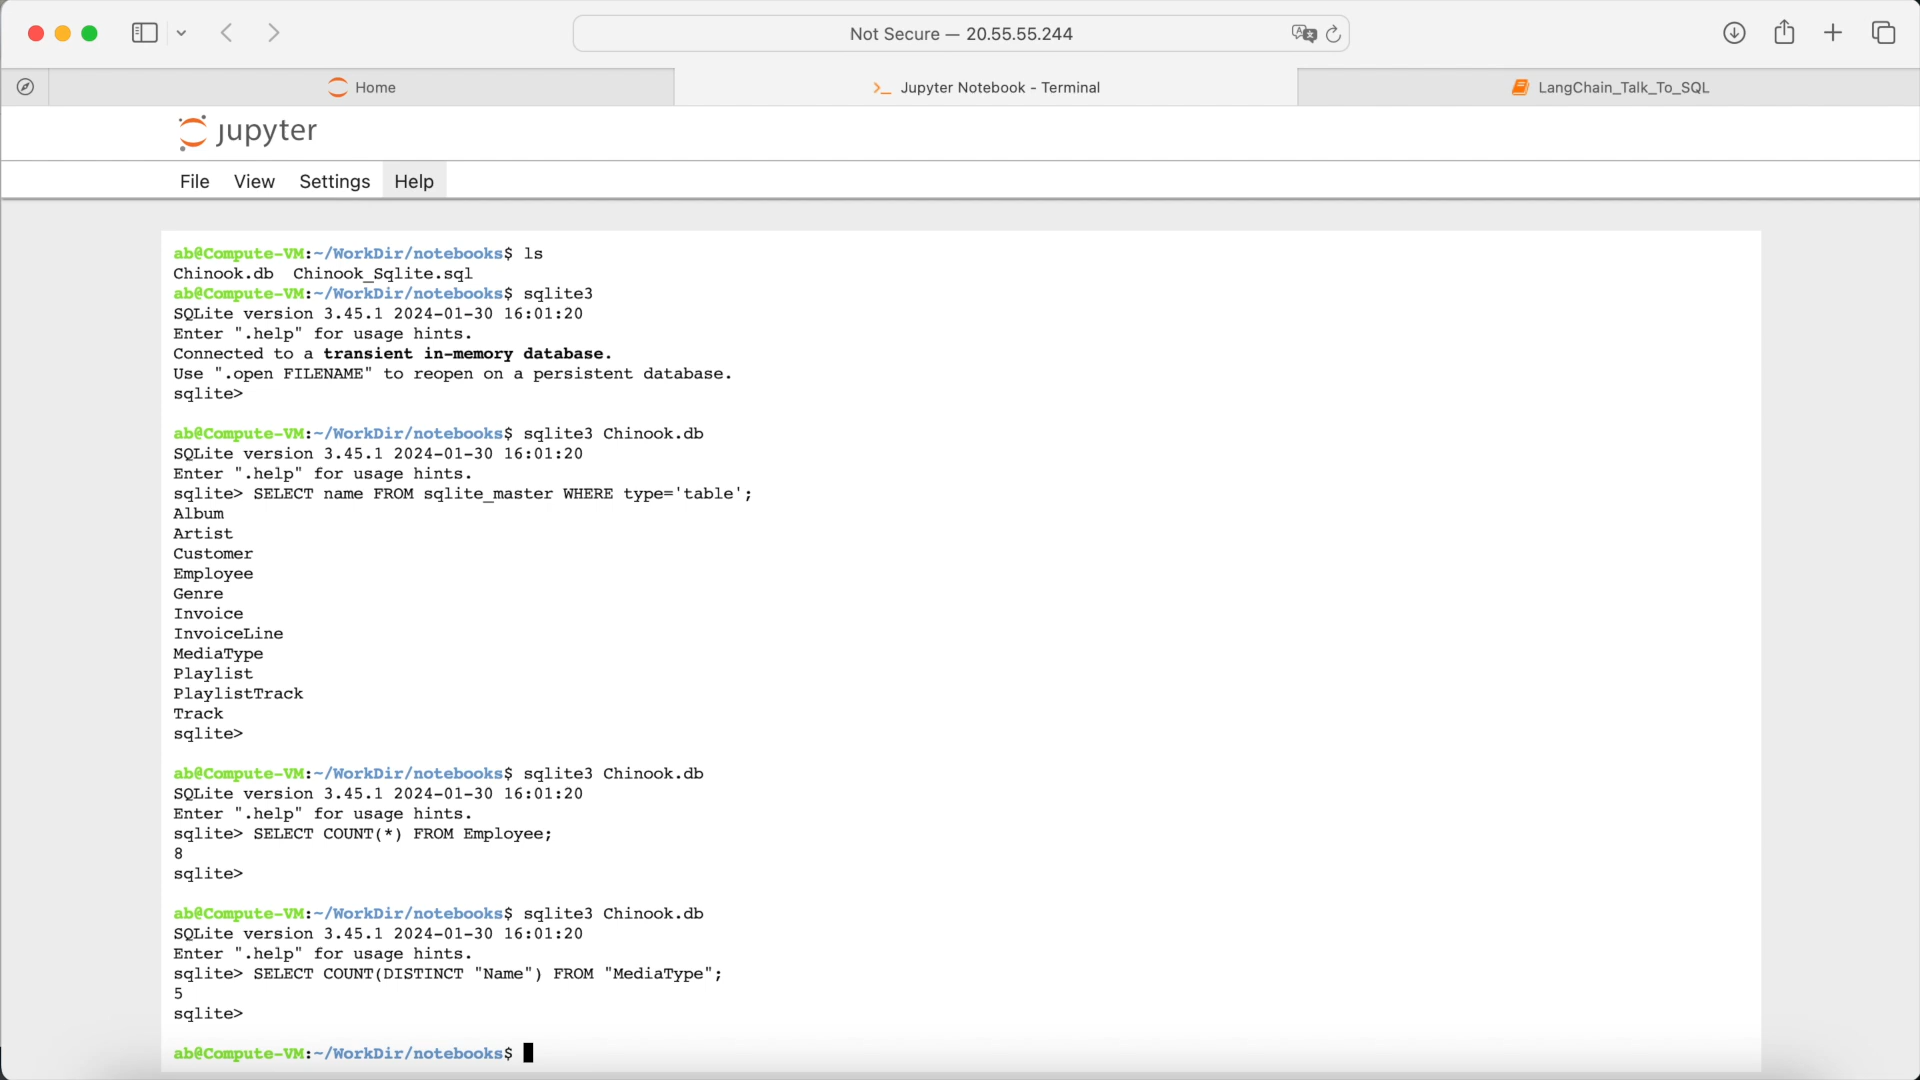 Not Secure — 20.55.55.244
Home
Jupyter Notebook - Terminal
LangChain_Talk_To_SQL
jupyter
File View Settings Help
ab@Compute-VM:~/WorkDir/notebooks$ ls
Chinook.db  Chinook_Sqlite.sql
ab@Compute-VM:~/WorkDir/notebooks$ sqlite3
SQLite version 3.45.1 2024-01-30 16:01:20
Enter ".help" for usage hints.
Connected to a transient in-memory database.
Use ".open FILENAME" to reopen on a persistent database.
sqlite>
ab@Compute-VM:~/WorkDir/notebooks$ sqlite3 Chinook.db
SQLite version 3.45.1 2024-01-30 16:01:20
Enter ".help" for usage hints.
sqlite> SELECT name FROM sqlite_master WHERE type='table';
Album
Artist
Customer
Employee
Genre
Invoice
InvoiceLine
MediaType
Playlist
PlaylistTrack
Track
sqlite>
ab@Compute-VM:~/WorkDir/notebooks$ sqlite3 Chinook.db
SQLite version 3.45.1 2024-01-30 16:01:20
Enter ".help" for usage hints.
sqlite> SELECT COUNT(*) FROM Employee;
8
sqlite>
ab@Compute-VM:~/WorkDir/notebooks$ sqlite3 Chinook.db
SQLite version 3.45.1 2024-01-30 16:01:20
Enter ".help" for usage hints.
sqlite> SELECT COUNT(DISTINCT "Name") FROM "MediaType";
5
sqlite>
ab@Compute-VM:~/WorkDir/notebooks$